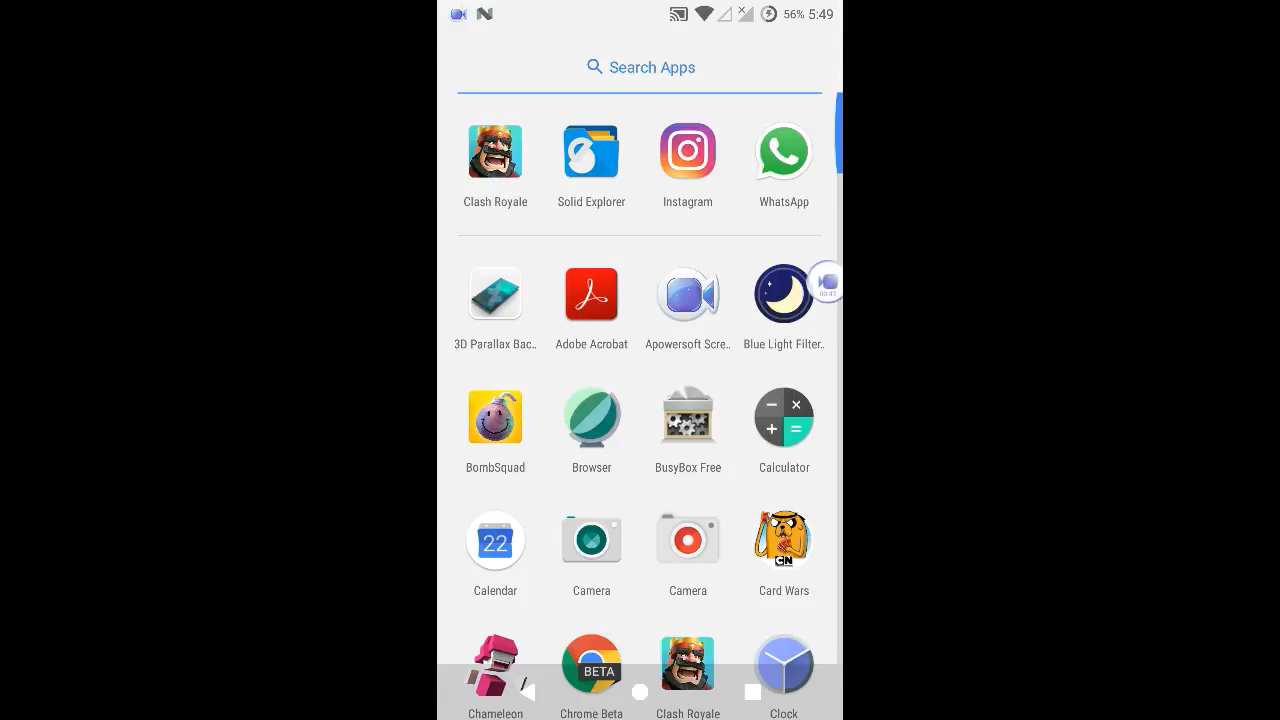 56% 5:49
Search Apps
Clash Royale Solid Explorer Instagram WhatsApp
00:43
3D Parallax Bac.. Adobe Acrobat Apowersoft Scre.. Blue Light Filter..
BombSquad Browser BusyBox Free Calculator
22
CN
Calendar Camera Camera Card Wars
BETA
Chameleon Chrome Beta Clash Royale Clock